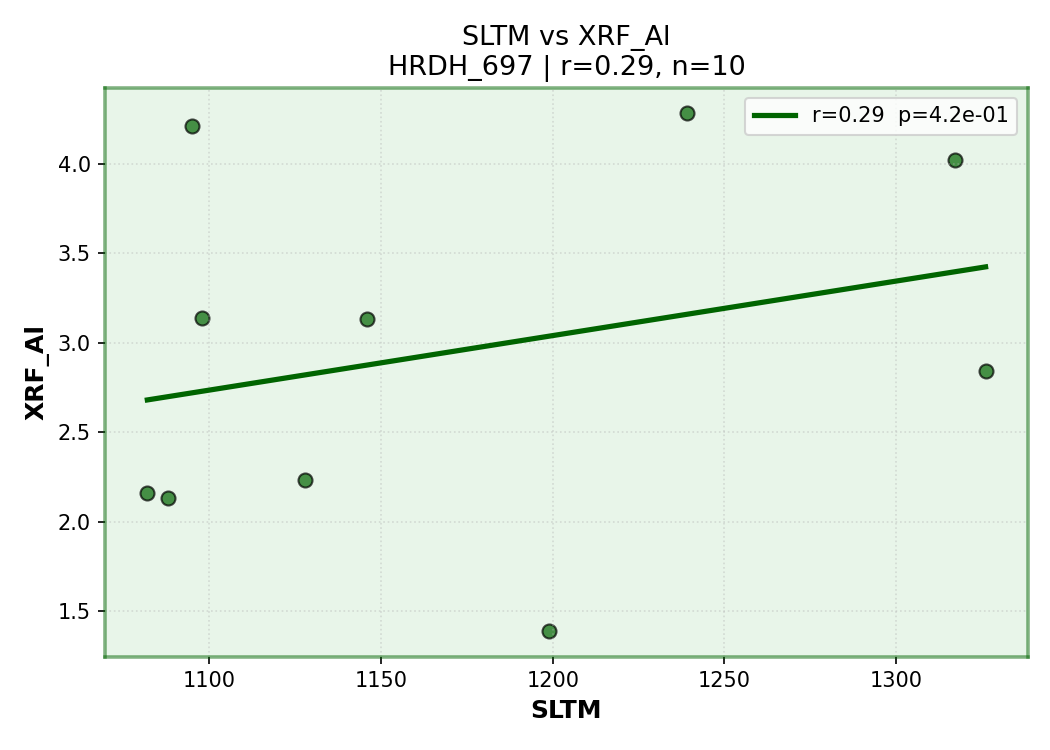 SLTM vs XRF_Al
HRDH_697 | r=0.29, n=10
r=0.29  p=4.2e-01
XRF_Al
4.0
3.5
3.0
2.5
2.0
1.5
1100
1150
1200
1250
1300
SLTM